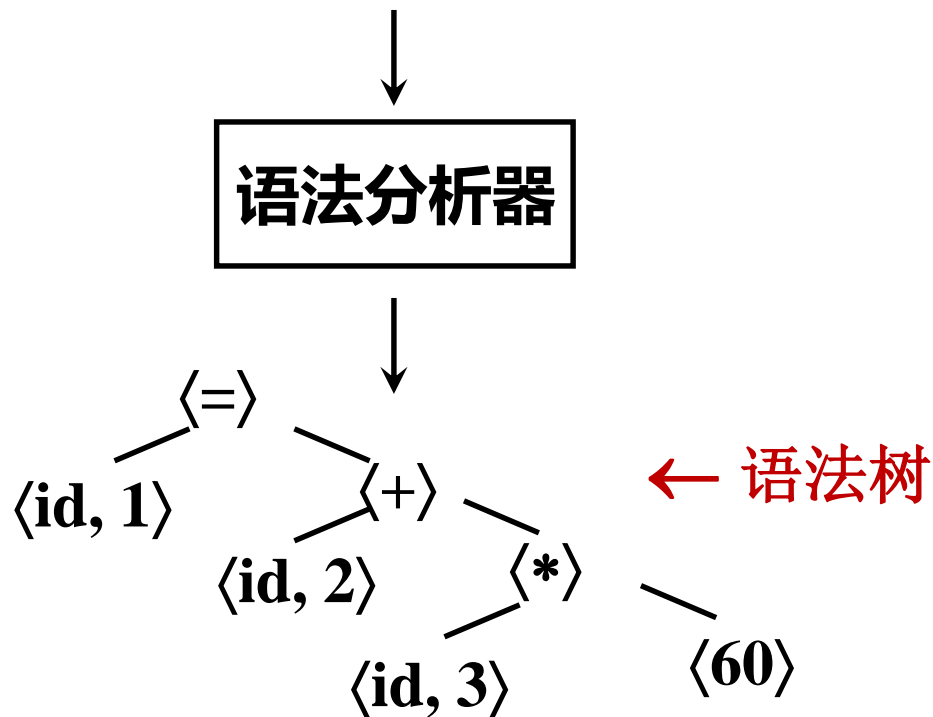 语法分析器
⟨=⟩
← 语法树
⟨+⟩
⟨id, 1⟩
⟨*⟩
⟨id, 2⟩
⟨60⟩
⟨id, 3⟩